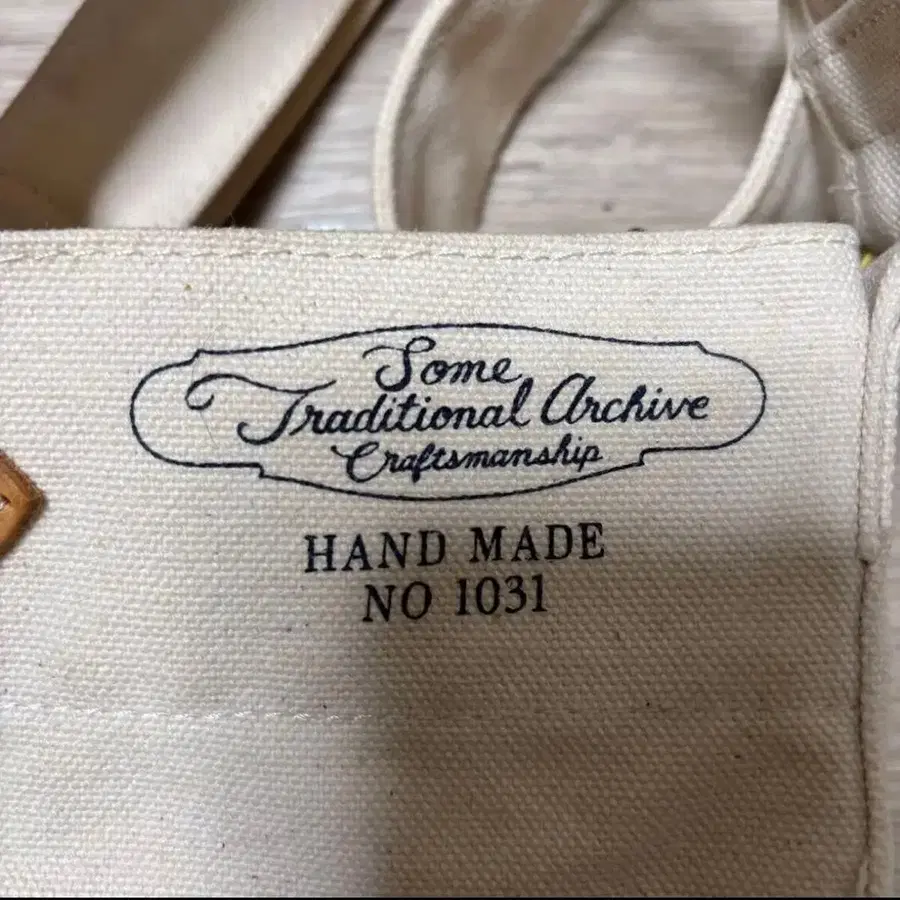 Some
Traditional Archive
Craftsmanship
HAND MADE
NO 1031